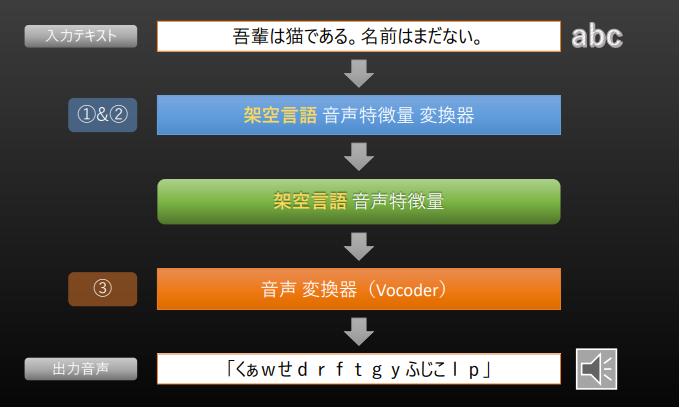 入力テキスト
吾輩は猫である。名前はまだない。
abc
①&②
架空言語 音声特徴量 変換器
架空言語 音声特徴量
③
音声 変換器（Vocoder）
出力音声
「くぁｗせｄｒｆｔｇｙふじこｌｐ」